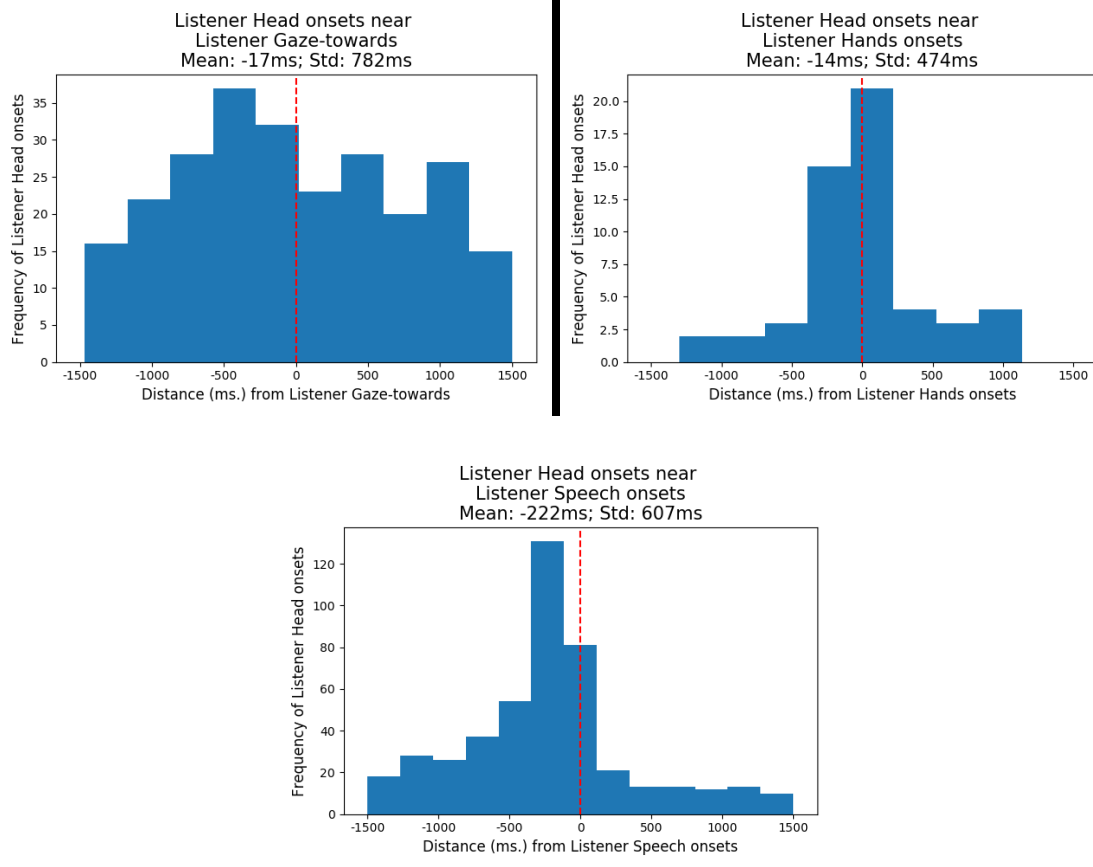 Listener Head onsets near
Listener Gaze-towards
Mean: -17ms; Std: 782ms
Frequency of Listener Head onsets
35
30
25
20
15
10
5
0
-1500 -1000 -500 0 500 1000 1500
Distance (ms.) from Listener Gaze-towards
Listener Head onsets near
Listener Hands onsets
Mean: -14ms; Std: 474ms
Frequency of Listener Head onsets
20.0
17.5
15.0
12.5
10.0
7.5
5.0
2.5
0.0
-1500 -1000 -500 0 500 1000 1500
Distance (ms.) from Listener Hands onsets
Listener Head onsets near
Listener Speech onsets
Mean: -222ms; Std: 607ms
Frequency of Listener Head onsets
120
100
80
60
40
20
0
-1500 -1000 -500 0 500 1000 1500
Distance (ms.) from Listener Speech onsets